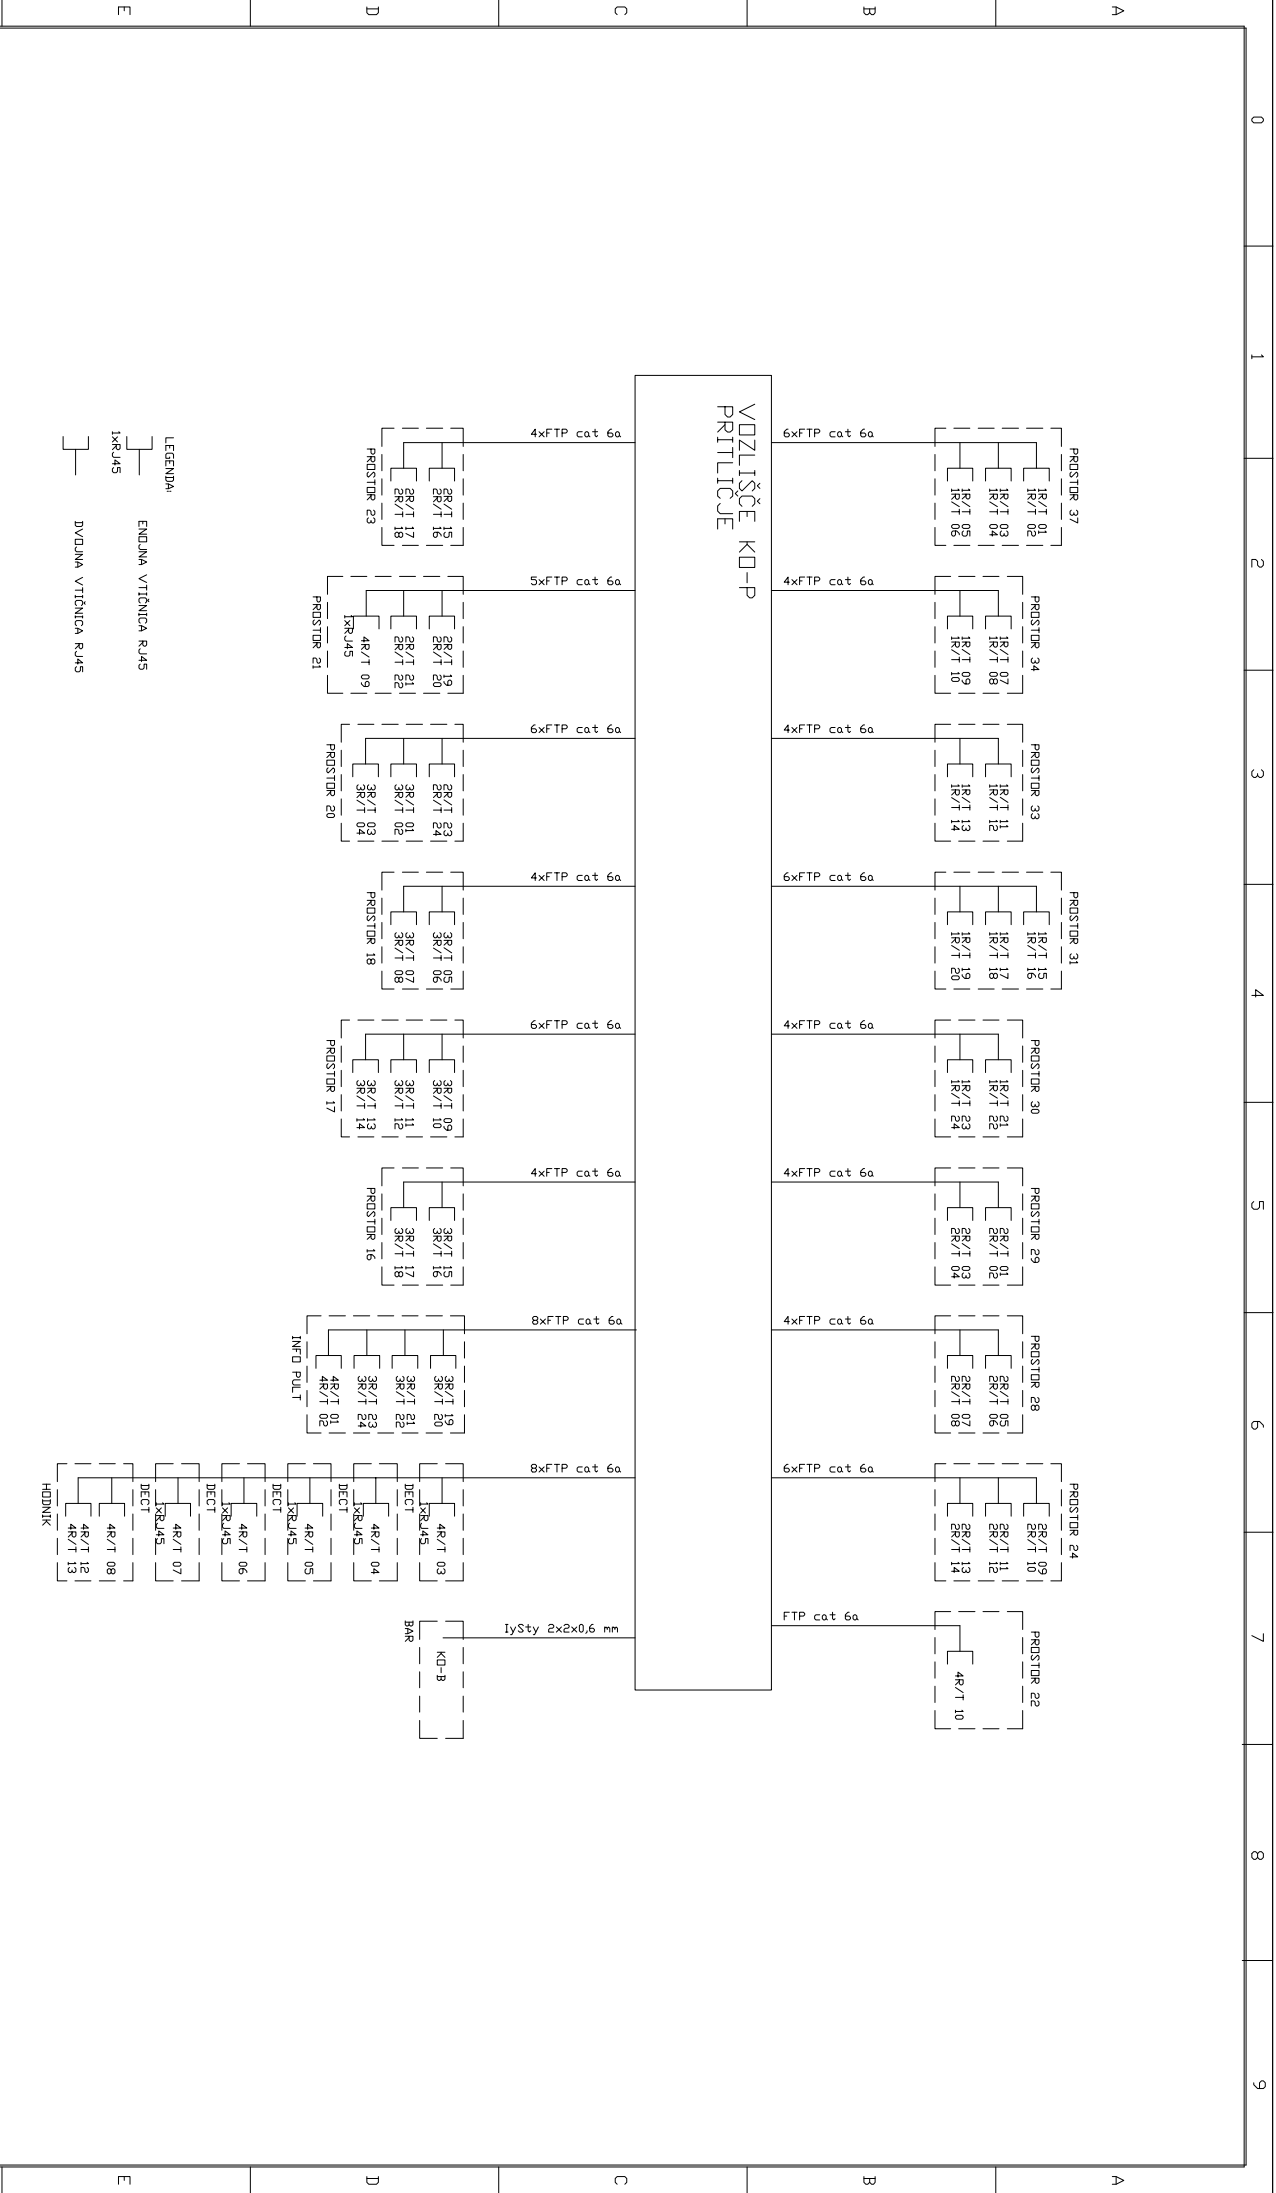 0
1
2
3
4
5
6
7
8
9
A
B
C
D
E
A
B
C
D
E
PROSTOR 37
1R/T 01
1R/T 02
1R/T 03
1R/T 04
1R/T 05
1R/T 06
6xFTP cat 6a
PROSTOR 34
1R/T 07
1R/T 08
1R/T 09
1R/T 10
4xFTP cat 6a
PROSTOR 33
1R/T 11
1R/T 12
1R/T 13
1R/T 14
4xFTP cat 6a
PROSTOR 31
1R/T 15
1R/T 16
1R/T 17
1R/T 18
1R/T 19
1R/T 20
6xFTP cat 6a
PROSTOR 30
1R/T 21
1R/T 22
1R/T 23
1R/T 24
4xFTP cat 6a
PROSTOR 29
2R/T 01
2R/T 02
2R/T 03
2R/T 04
4xFTP cat 6a
PROSTOR 28
2R/T 05
2R/T 06
2R/T 07
2R/T 08
4xFTP cat 6a
PROSTOR 24
2R/T 09
2R/T 10
2R/T 11
2R/T 12
2R/T 13
2R/T 14
6xFTP cat 6a
PROSTOR 22
4R/T 10
FTP cat 6a
VOZLIŠČE KO-P
PRITLIČJE
4xFTP cat 6a
2R/T 15
2R/T 16
2R/T 17
2R/T 18
PROSTOR 23
5xFTP cat 6a
2R/T 19
2R/T 20
2R/T 21
2R/T 22
4R/T 09
1xRJ45
PROSTOR 21
6xFTP cat 6a
2R/T 23
2R/T 24
3R/T 01
3R/T 02
3R/T 03
3R/T 04
PROSTOR 20
4xFTP cat 6a
3R/T 05
3R/T 06
3R/T 07
3R/T 08
PROSTOR 18
6xFTP cat 6a
3R/T 09
3R/T 10
3R/T 11
3R/T 12
3R/T 13
3R/T 14
PROSTOR 17
4xFTP cat 6a
3R/T 15
3R/T 16
3R/T 17
3R/T 18
PROSTOR 16
8xFTP cat 6a
3R/T 19
3R/T 20
3R/T 21
3R/T 22
3R/T 23
3R/T 24
4R/T 01
4R/T 02
INFO PULT
8xFTP cat 6a
4R/T 03
1xRJ45
DECT
4R/T 04
1xRJ45
DECT
4R/T 05
1xRJ45
DECT
4R/T 06
1xRJ45
DECT
4R/T 07
1xRJ45
DECT
4R/T 08
4R/T 12
4R/T 13
HODNIK
IySty 2x2x0,6 mm
KO-B
BAR
LEGENDA:
ENOJNA VTIČNICA RJ45
1xRJ45
DVOJNA VTIČNICA RJ45